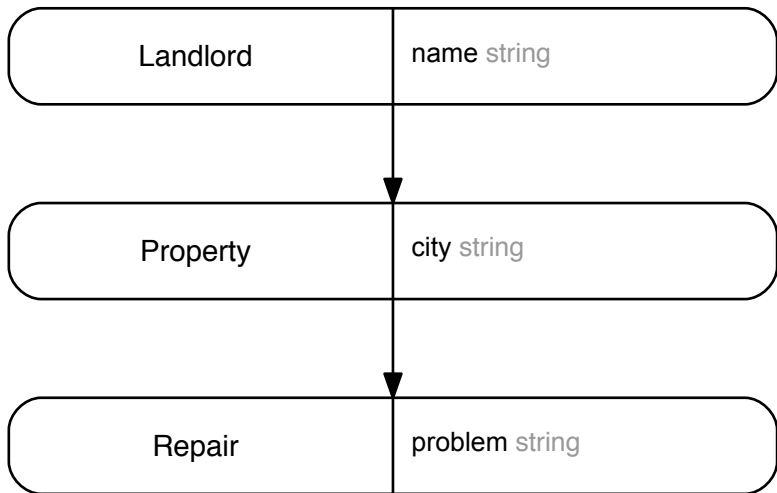 Landlord
name string
Property
city string
Repair
problem string